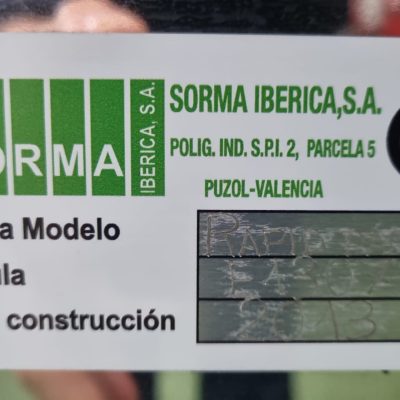 ORMA
IBERICA, S.A.
SORMA IBERICA,S.A.
POLIG. IND. S.P.I. 2, PARCELA 5
PUZOL-VALENCIA
a Modelo
ula
construcción